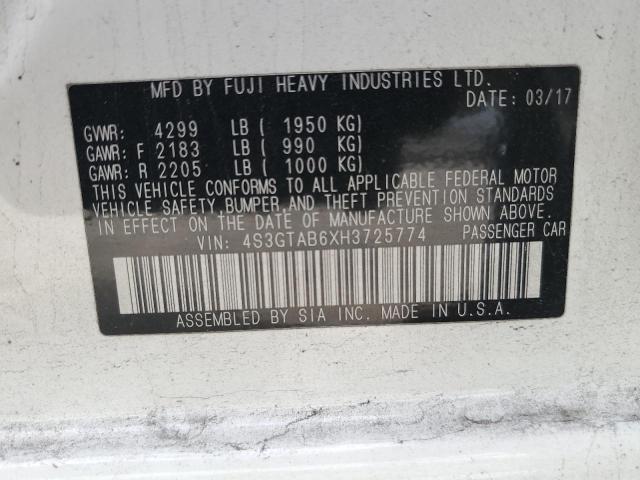 MFD BY FUJI HEAVY INDUSTRIES LTD.
DATE: 03/17
GVWR: 4299 LB ( 1950 KG)
GAWR: F 2183 LB ( 990 KG)
GAWR: R 2205 LB ( 1000 KG)
THIS VEHICLE CONFORMS TO ALL APPLICABLE FEDERAL MOTOR
VEHICLE SAFETY, BUMPER, AND THEFT PREVENTION STANDARDS
IN EFFECT ON THE DATE OF MANUFACTURE SHOWN ABOVE.
VIN: 4S3GTAB6XH3725774 PASSENGER CAR
ASSEMBLED BY SIA INC. MADE IN U.S.A.